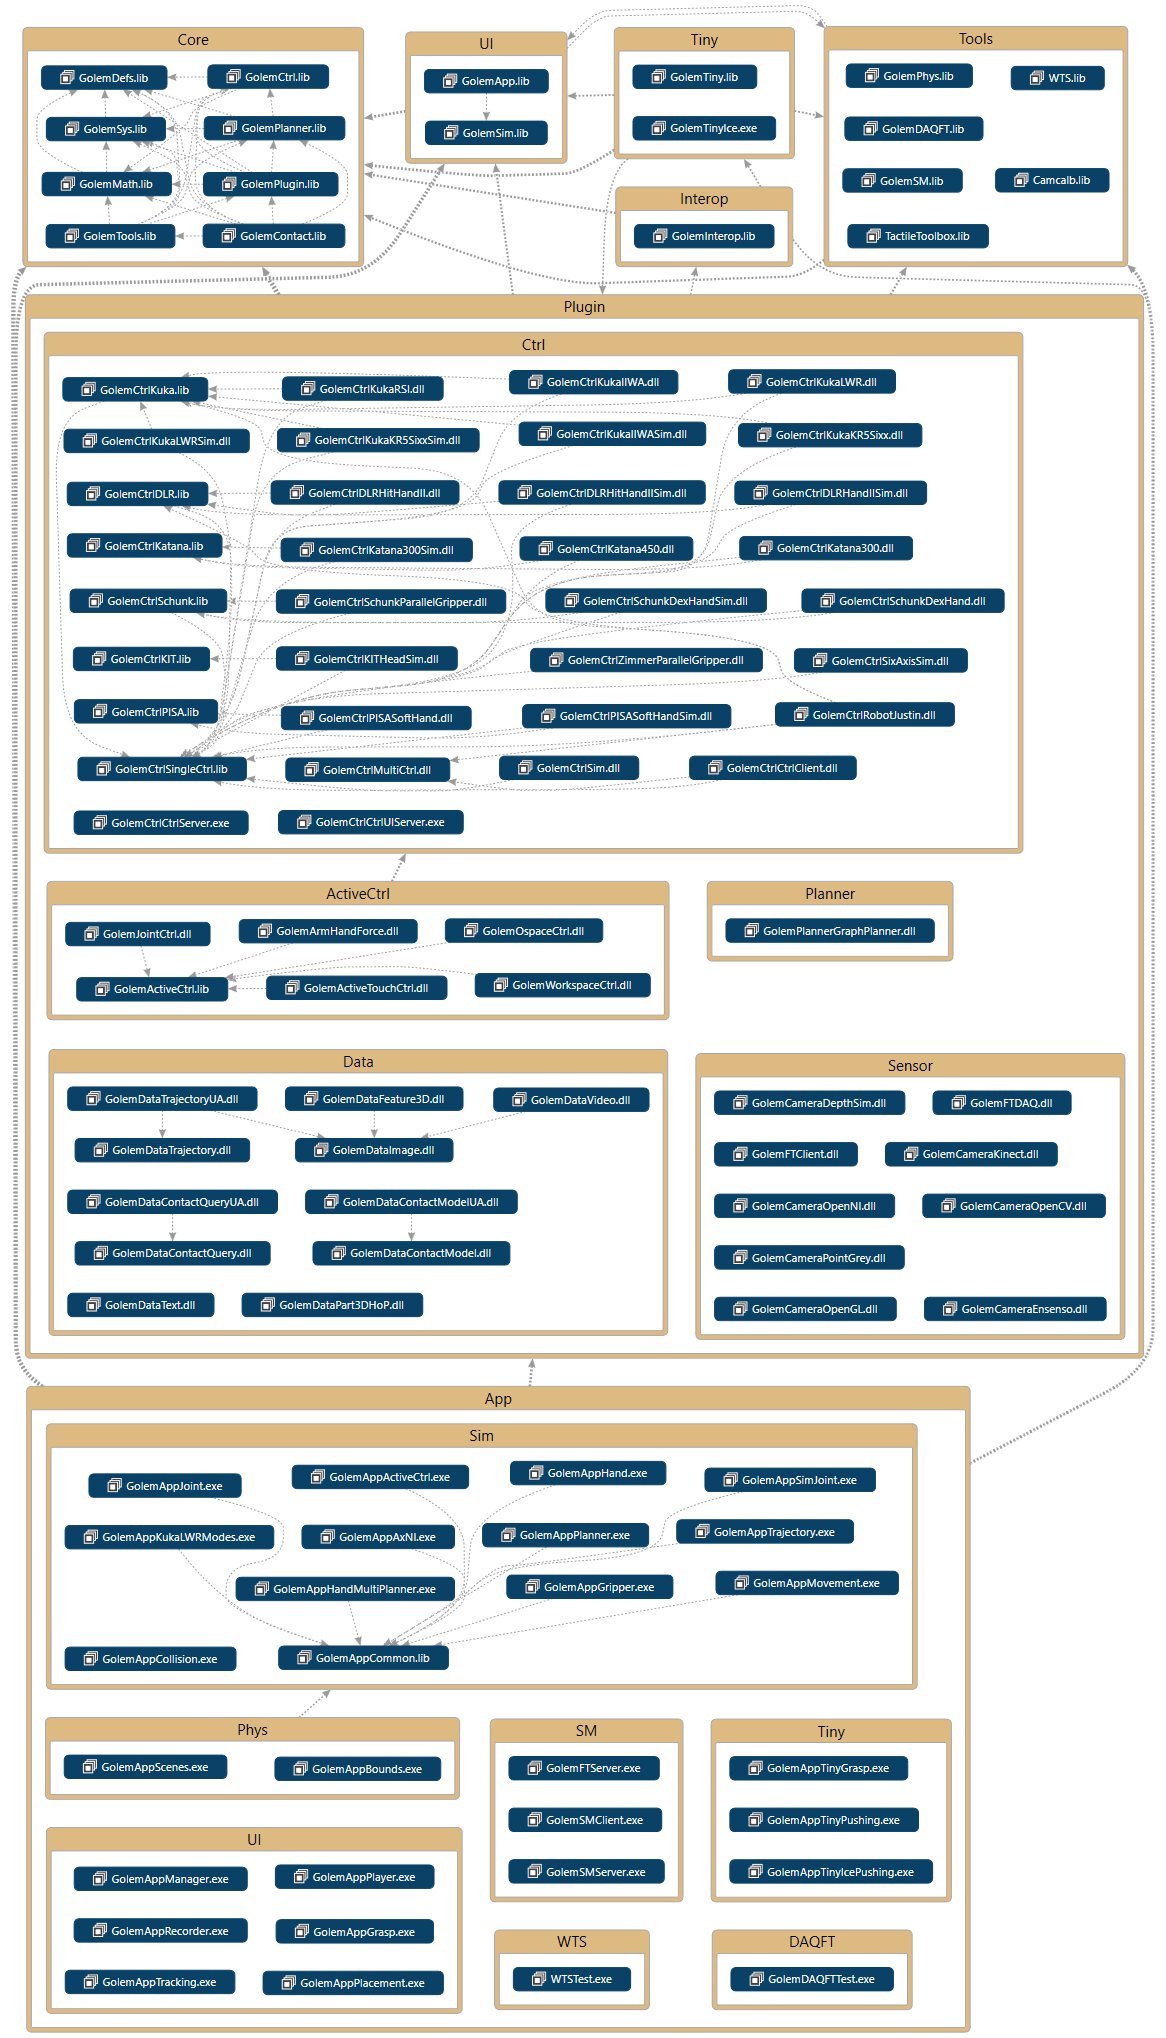 Core
GolemDefs.lib
GolemCtrl.lib
GolemSys.lib
GolemPlanner.lib
GolemMath.lib
GolemPlugin.lib
GolemTools.lib
GolemContact.lib
UI
GolemApp.lib
GolemSim.lib
Tiny
GolemTiny.lib
GolemTinyIce.exe
Interop
GolemInterop.lib
Tools
GolemPhys.lib
WTS.lib
GolemDAQFT.lib
GolemSM.lib
Camcalb.lib
TactileToolbox.lib
Plugin
Ctrl
GolemCtrlKuka.lib
GolemCtrlKukaRSI.dll
GolemCtrlKukaIIWA.dll
GolemCtrlKukaLWR.dll
GolemCtrlKukaLWRSim.dll
GolemCtrlKukaKR5SixxSim.dll
GolemCtrlKukaIIWASim.dll
GolemCtrlKukaKR5Sixx.dll
GolemCtrlDLR.lib
GolemCtrlDLRHitHandII.dll
GolemCtrlDLRHitHandIISim.dll
GolemCtrlDLRHandIISim.dll
GolemCtrlKatana.lib
GolemCtrlKatana300Sim.dll
GolemCtrlKatana450.dll
GolemCtrlKatana300.dll
GolemCtrlSchunk.lib
GolemCtrlSchunkParallelGripper.dll
GolemCtrlSchunkDexHandSim.dll
GolemCtrlSchunkDexHand.dll
GolemCtrlKIT.lib
GolemCtrlKITHeadSim.dll
GolemCtrlZimmerParallelGripper.dll
GolemCtrlSixAxisSim.dll
GolemCtrlPISA.lib
GolemCtrlPISASoftHand.dll
GolemCtrlPISASoftHandSim.dll
GolemCtrlRobotJustin.dll
GolemCtrlSingleCtrl.lib
GolemCtrlMultiCtrl.dll
GolemCtrlSim.dll
GolemCtrlCtrlClient.dll
GolemCtrlCtrlServer.exe
GolemCtrlCtrlUIServer.exe
ActiveCtrl
GolemJointCtrl.dll
GolemArmHandForce.dll
GolemOspaceCtrl.dll
GolemActiveCtrl.lib
GolemActiveTouchCtrl.dll
GolemWorkspaceCtrl.dll
Planner
GolemPlannerGraphPlanner.dll
Data
GolemDataTrajectoryUA.dll
GolemDataFeature3D.dll
GolemDataVideo.dll
GolemDataTrajectory.dll
GolemDataImage.dll
GolemDataContactQueryUA.dll
GolemDataContactModelUA.dll
GolemDataContactQuery.dll
GolemDataContactModel.dll
GolemDataText.dll
GolemDataPart3DHoP.dll
Sensor
GolemCameraDepthSim.dll
GolemFTDAQ.dll
GolemFTClient.dll
GolemCameraKinect.dll
GolemCameraOpenNI.dll
GolemCameraOpenCV.dll
GolemCameraPointGrey.dll
GolemCameraOpenGL.dll
GolemCameraEnsenso.dll
App
Sim
GolemAppJoint.exe
GolemAppActiveCtrl.exe
GolemAppHand.exe
GolemAppSimJoint.exe
GolemAppKukaLWRModes.exe
GolemAppAxNI.exe
GolemAppPlanner.exe
GolemAppTrajectory.exe
GolemAppHandMultiPlanner.exe
GolemAppGripper.exe
GolemAppMovement.exe
GolemAppCollision.exe
GolemAppCommon.lib
Phys
GolemAppScenes.exe
GolemAppBounds.exe
SM
GolemFTServer.exe
GolemSMClient.exe
GolemSMServer.exe
Tiny
GolemAppTinyGrasp.exe
GolemAppTinyPushing.exe
GolemAppTinyIcePushing.exe
UI
GolemAppManager.exe
GolemAppPlayer.exe
GolemAppRecorder.exe
GolemAppGrasp.exe
GolemAppTracking.exe
GolemAppPlacement.exe
WTS
WTSTest.exe
DAQFT
GolemDAQFTTest.exe